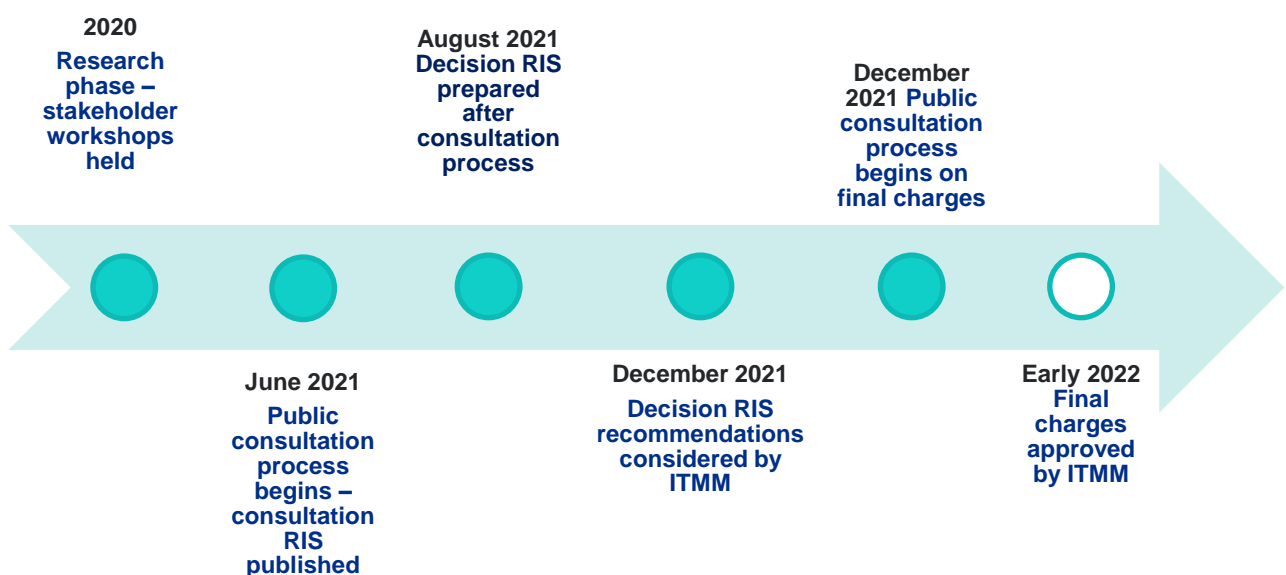 2020
Research
phase –
stakeholder
workshops
held
June 2021
Public
consultation
process
begins –
consultation
RIS
published
August 2021
Decision RIS
prepared
after
consultation
process
December 2021
Decision RIS
recommendations
considered by
ITMM
December
2021 Public
consultation
process
begins on
final charges
Early 2022
Final
charges
approved
by ITMM